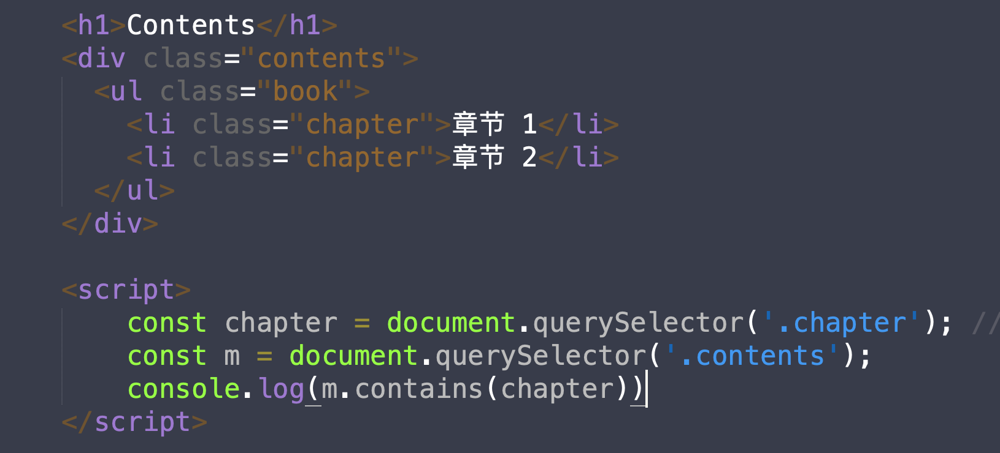 <h1>Contents</h1>
<div class="contents">
  <ul class="book">
    <li class="chapter">章节 1</li>
    <li class="chapter">章节 2</li>
  </ul>
</div>

<script>
    const chapter = document.querySelector('.chapter'); //
    const m = document.querySelector('.contents');
    console.log(m.contains(chapter))
</script>